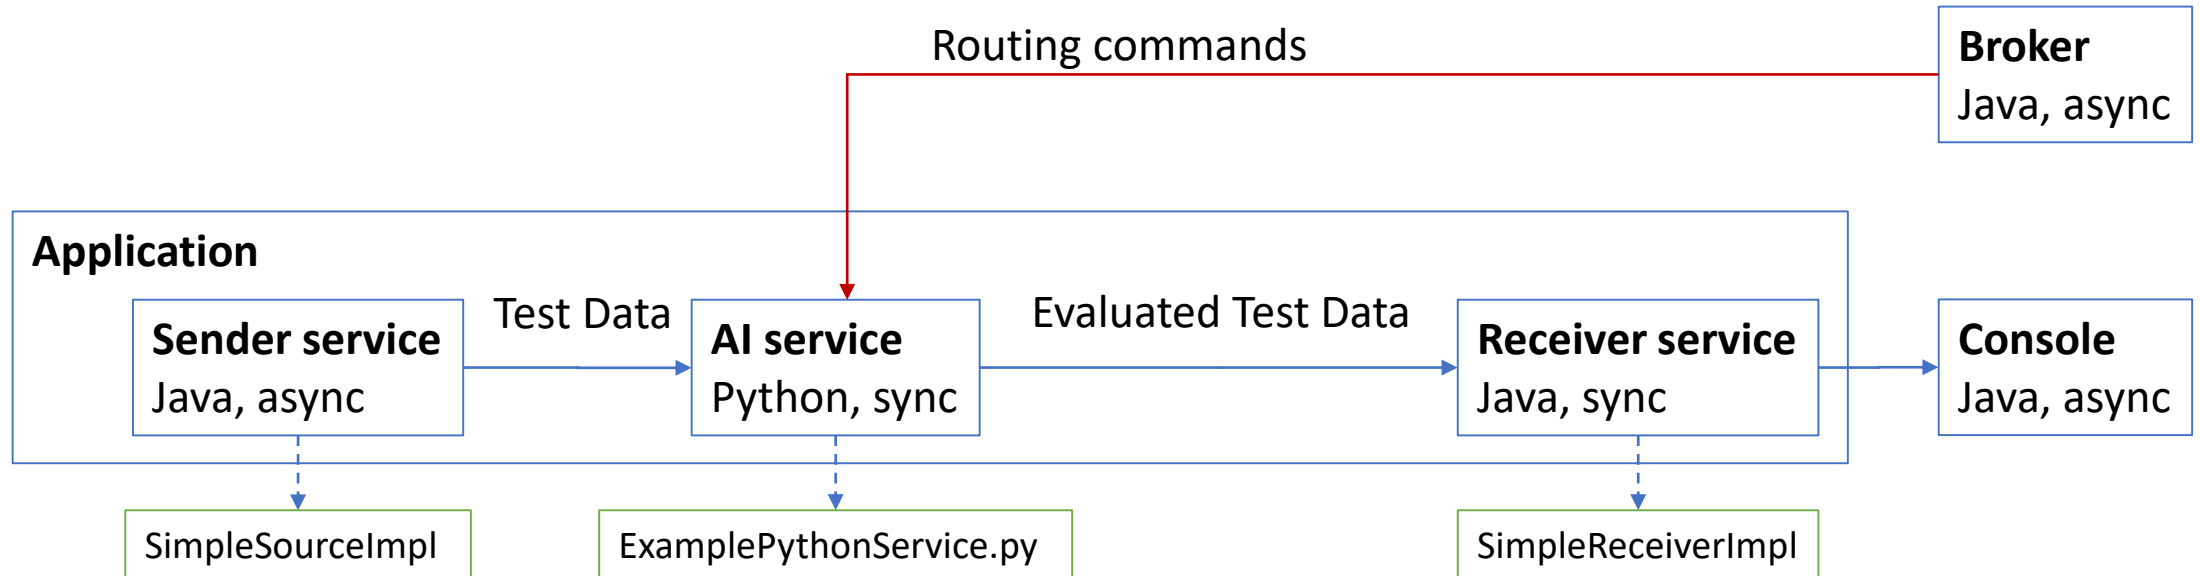 Routing commands
Broker
Java, async
Application
Test Data
Evaluated Test Data
Sender service
Java, async
AI service
Python, sync
Receiver service
Java, sync
Console
Java, async
SimpleSourceImpl
ExamplePythonService.py
SimpleReceiverImpl